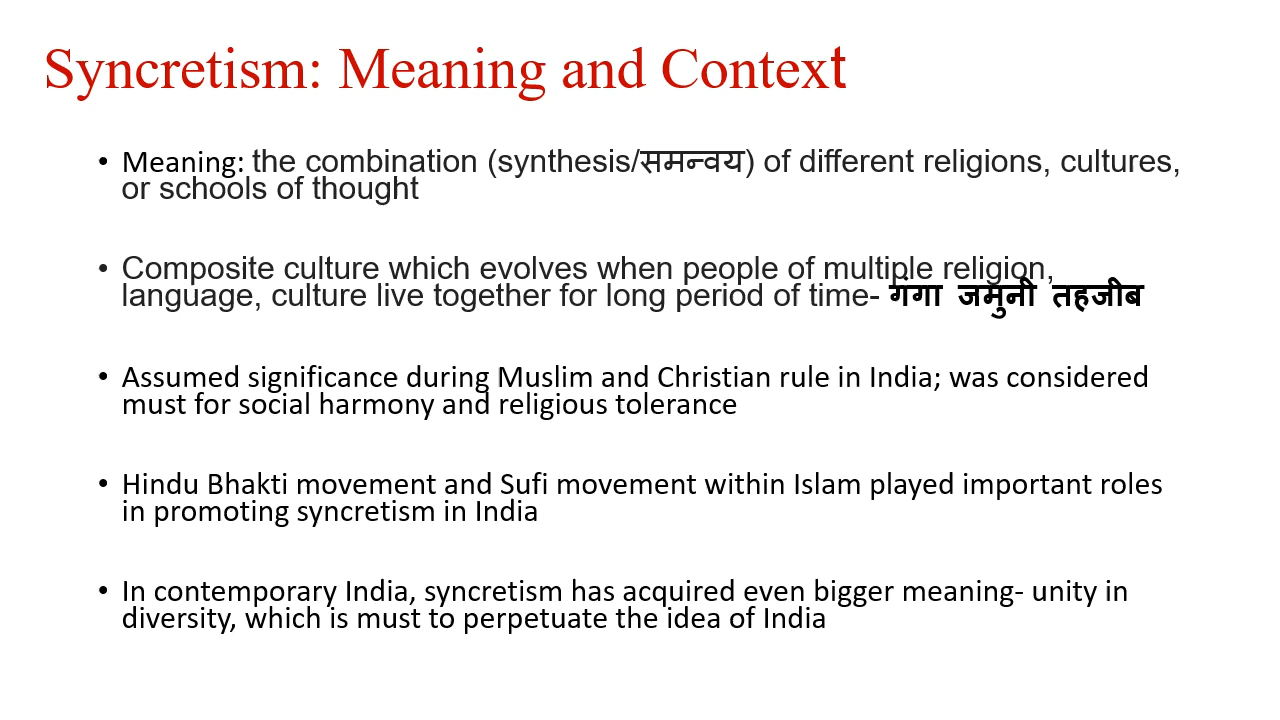 Syncretism: Meaning and Context
• Meaning: the combination (synthesis/समन्वय) of different religions, cultures,
or schools of thought
• Composite culture which evolves when people of multiple religion,
language, culture live together for long period of time- गंगा जमुनी तहजीब
• Assumed significance during Muslim and Christian rule in India; was considered
must for social harmony and religious tolerance
• Hindu Bhakti movement and Sufi movement within Islam played important roles
in promoting syncretism in India
• In contemporary India, syncretism has acquired even bigger meaning- unity in
diversity, which is must to perpetuate the idea of India